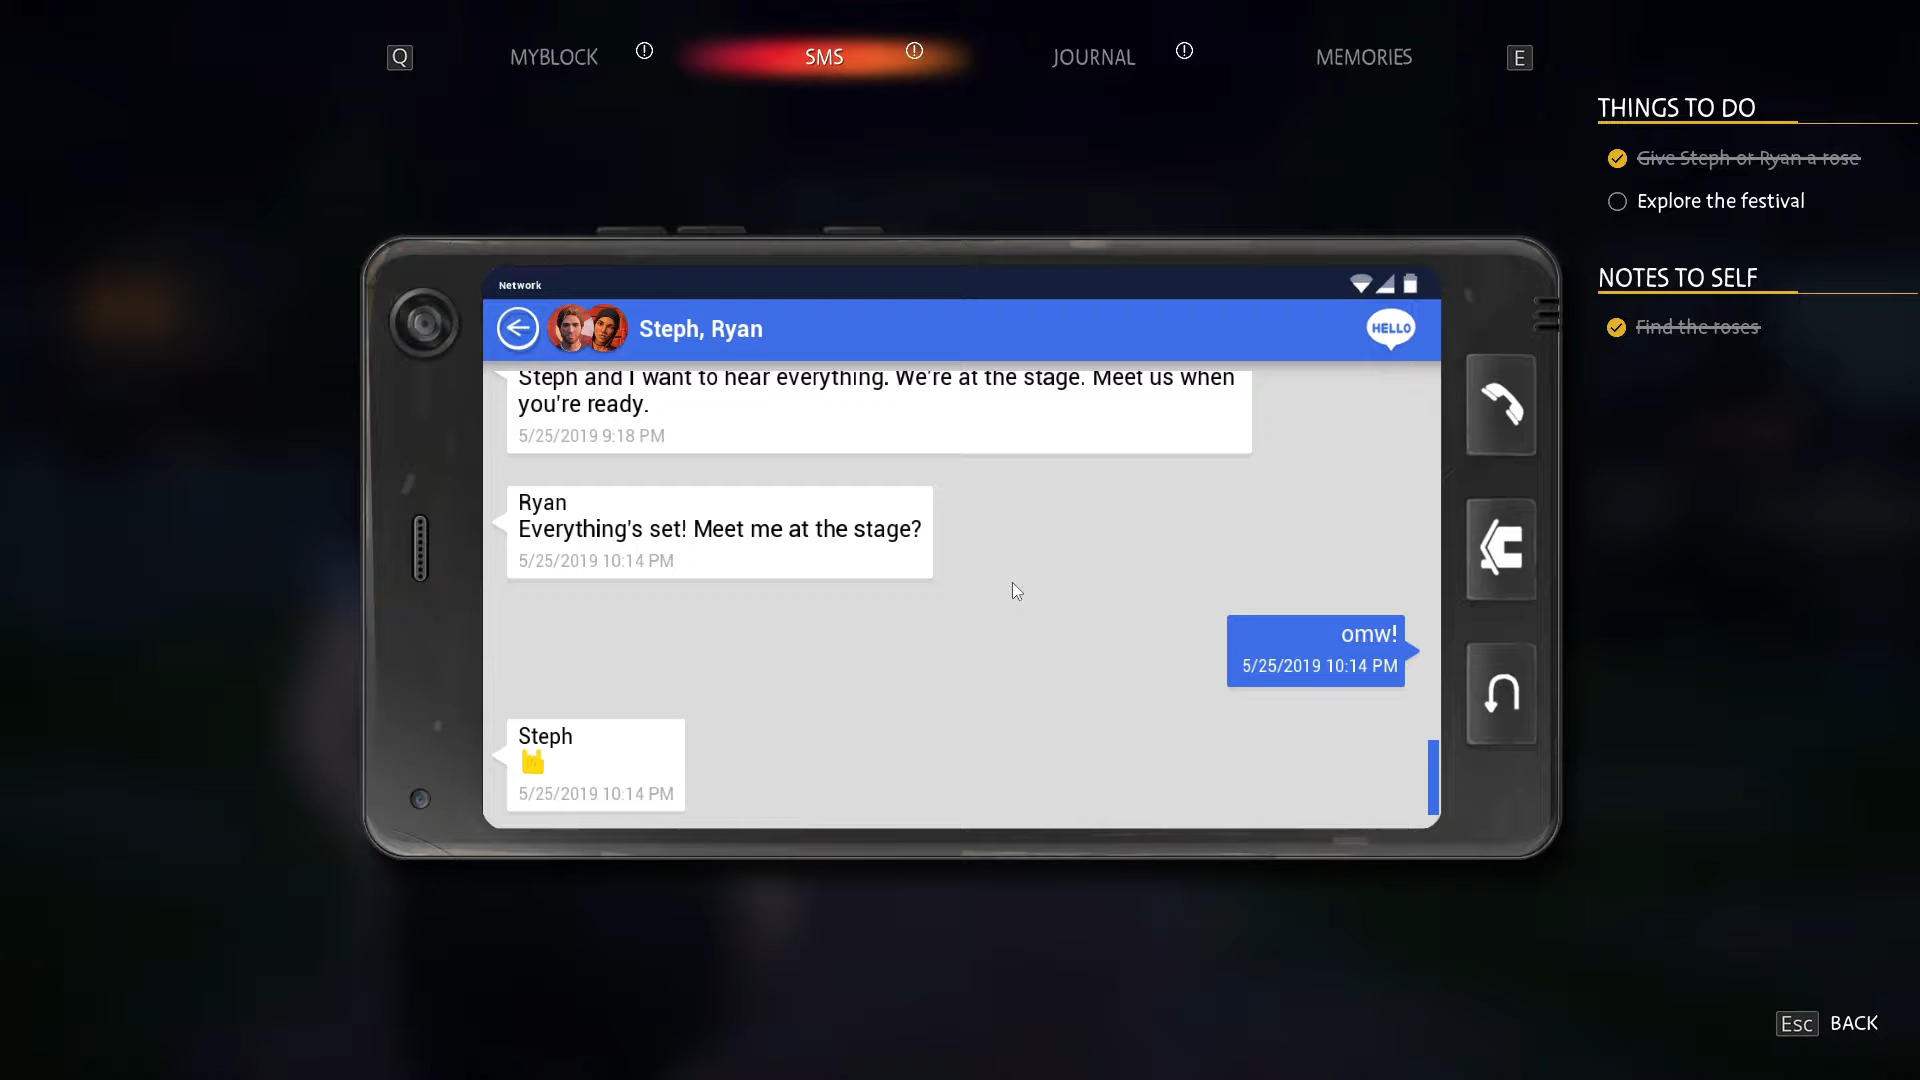 Q
MYBLOCK
SMS
JOURNAL
MEMORIES
E
THINGS TO DO
Give Steph or Ryan a rose
Explore the festival
NOTES TO SELF
Find the roses
Network
Steph, Ryan
HELLO
Steph and I want to hear everything. We're at the stage. Meet us when
you're ready.
5/25/2019 9:18 PM
Ryan
Everything's set! Meet me at the stage?
5/25/2019 10:14 PM
omw!
5/25/2019 10:14 PM
Steph
5/25/2019 10:14 PM
Esc BACK